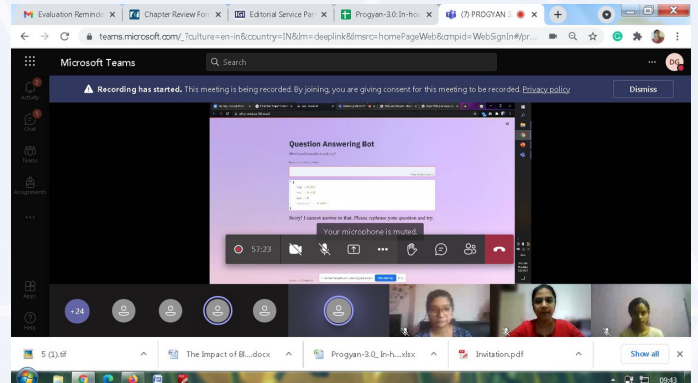 Evaluation Reminde
Chapter Review For
Editorial Service Part
Progyan-3.0: In-hou
(7) PROGYAN 3
teams.microsoft.com/_?culture=en-in&country=IN&lm=deeplink&lmsrc=homePageWeb&cmpid=WebSignIn#/pr...
Microsoft Teams
Search
DG
Recording has started. This meeting is being recorded. By joining, you are giving consent for this meeting to be recorded. Privacy policy
Dismiss
Activity
Chat
Teams
Assignments
Apps
Help
Question Answering Bot
Sorry! I cannot answer to that. Please rephrase your question and try.
Your microphone is muted.
57:23
+24
5 (1).tif
The Impact of Bl....docx
Progyan-3.0_In-h....xlsx
Invitation.pdf
Show all
09:43